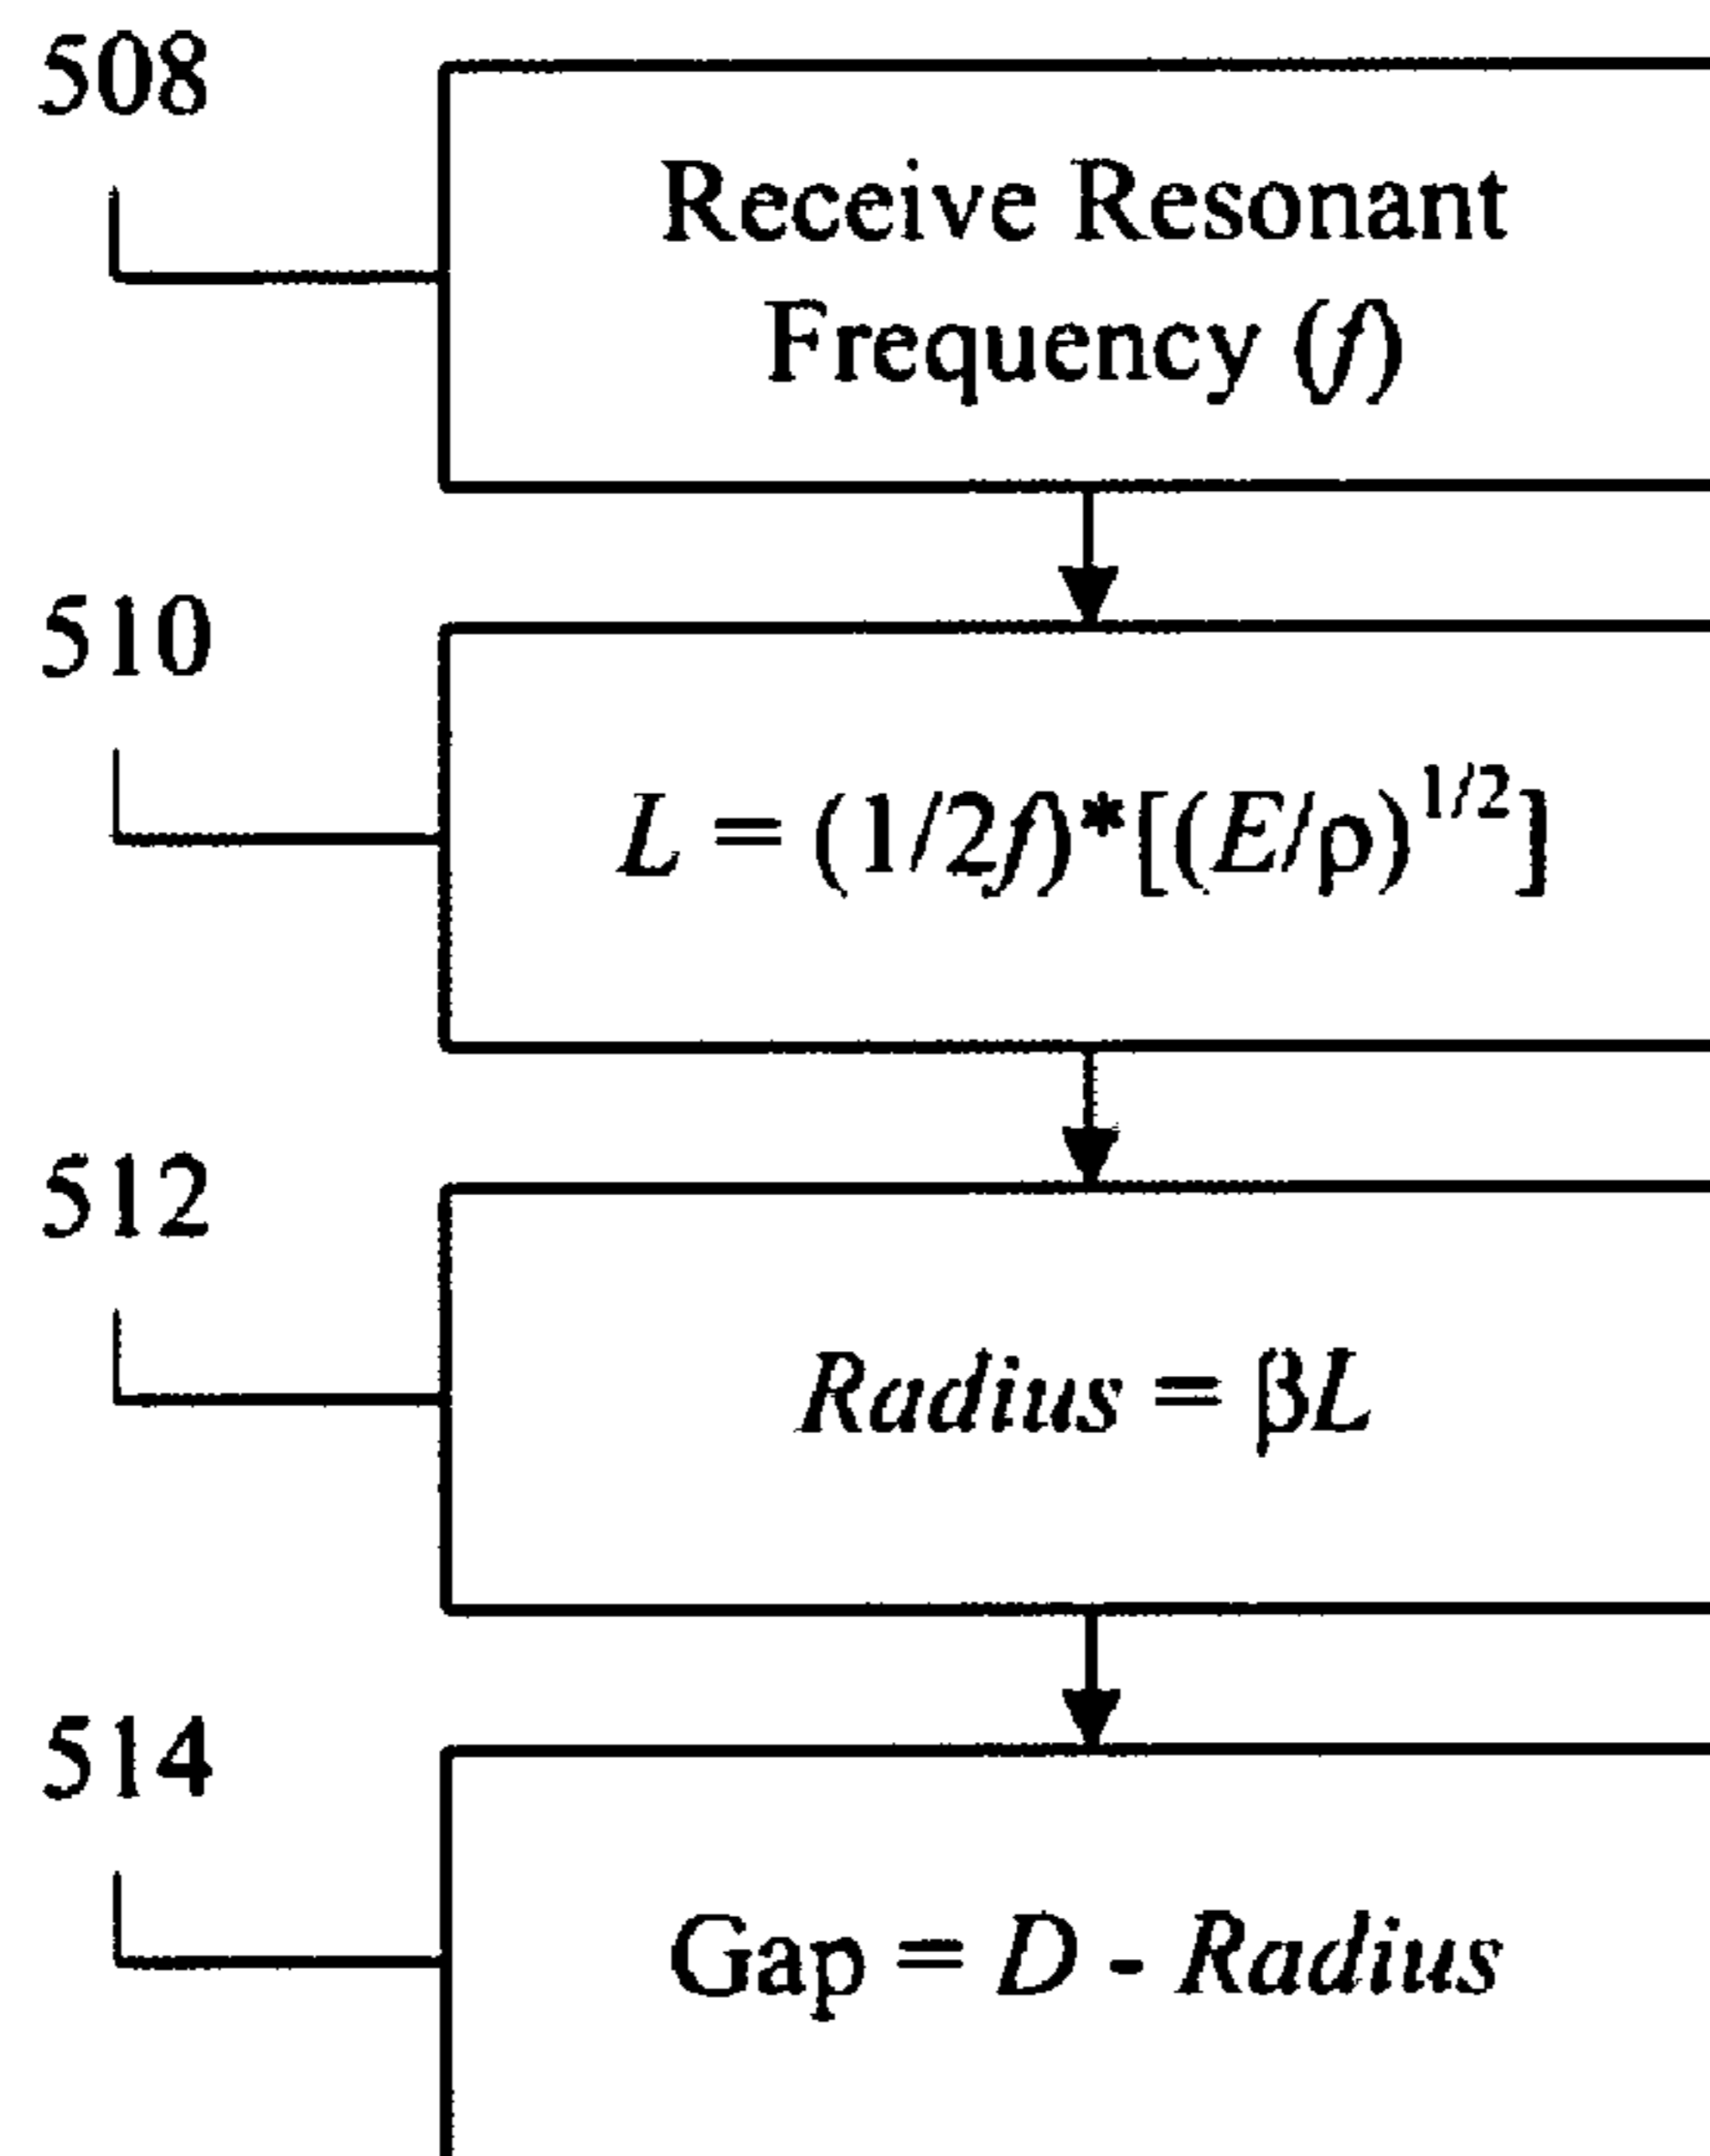 508
Receive Resonant
Frequency (f)
510
L = (1/2f)*[(E/ρ)^1/2]
512
Radius = βL
514
Gap = D - Radius